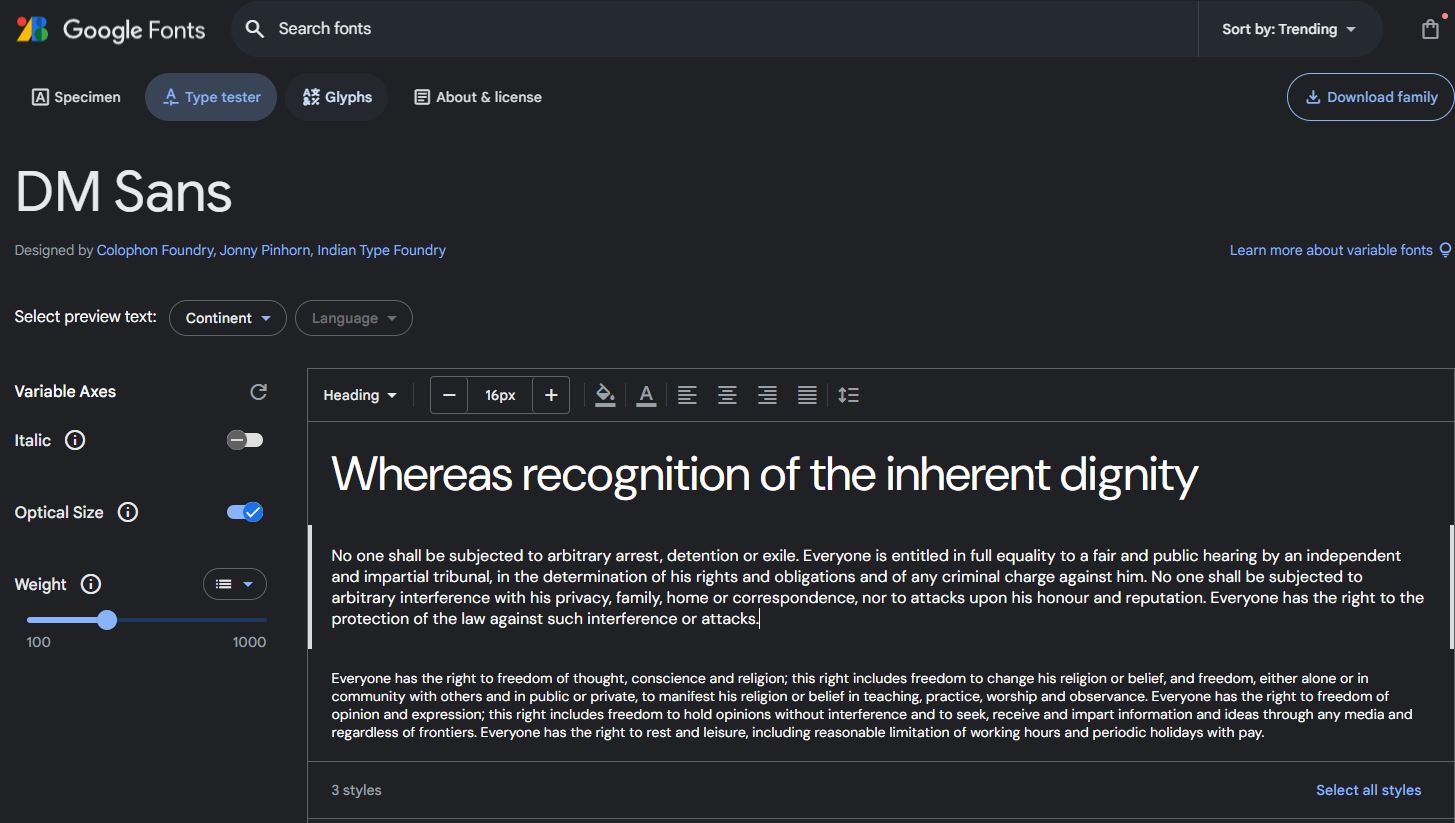 Google Fonts
Search fonts
Sort by: Trending
Specimen
Type tester
Glyphs
About & license
Download family
DM Sans
Designed by Colophon Foundry, Jonny Pinhorn, Indian Type Foundry
Learn more about variable fonts
Select preview text:
Continent
Language
Variable Axes
Italic
Optical Size
Weight
100
1000
Heading
16px
Whereas recognition of the inherent dignity
No one shall be subjected to arbitrary arrest, detention or exile. Everyone is entitled in full equality to a fair and public hearing by an independent
and impartial tribunal, in the determination of his rights and obligations and of any criminal charge against him. No one shall be subjected to
arbitrary interference with his privacy, family, home or correspondence, nor to attacks upon his honour and reputation. Everyone has the right to the
protection of the law against such interference or attacks.
Everyone has the right to freedom of thought, conscience and religion; this right includes freedom to change his religion or belief, and freedom, either alone or in
community with others and in public or private, to manifest his religion or belief in teaching, practice, worship and observance. Everyone has the right to freedom of
opinion and expression; this right includes freedom to hold opinions without interference and to seek, receive and impart information and ideas through any media and
regardless of frontiers. Everyone has the right to rest and leisure, including reasonable limitation of working hours and periodic holidays with pay.
3 styles
Select all styles